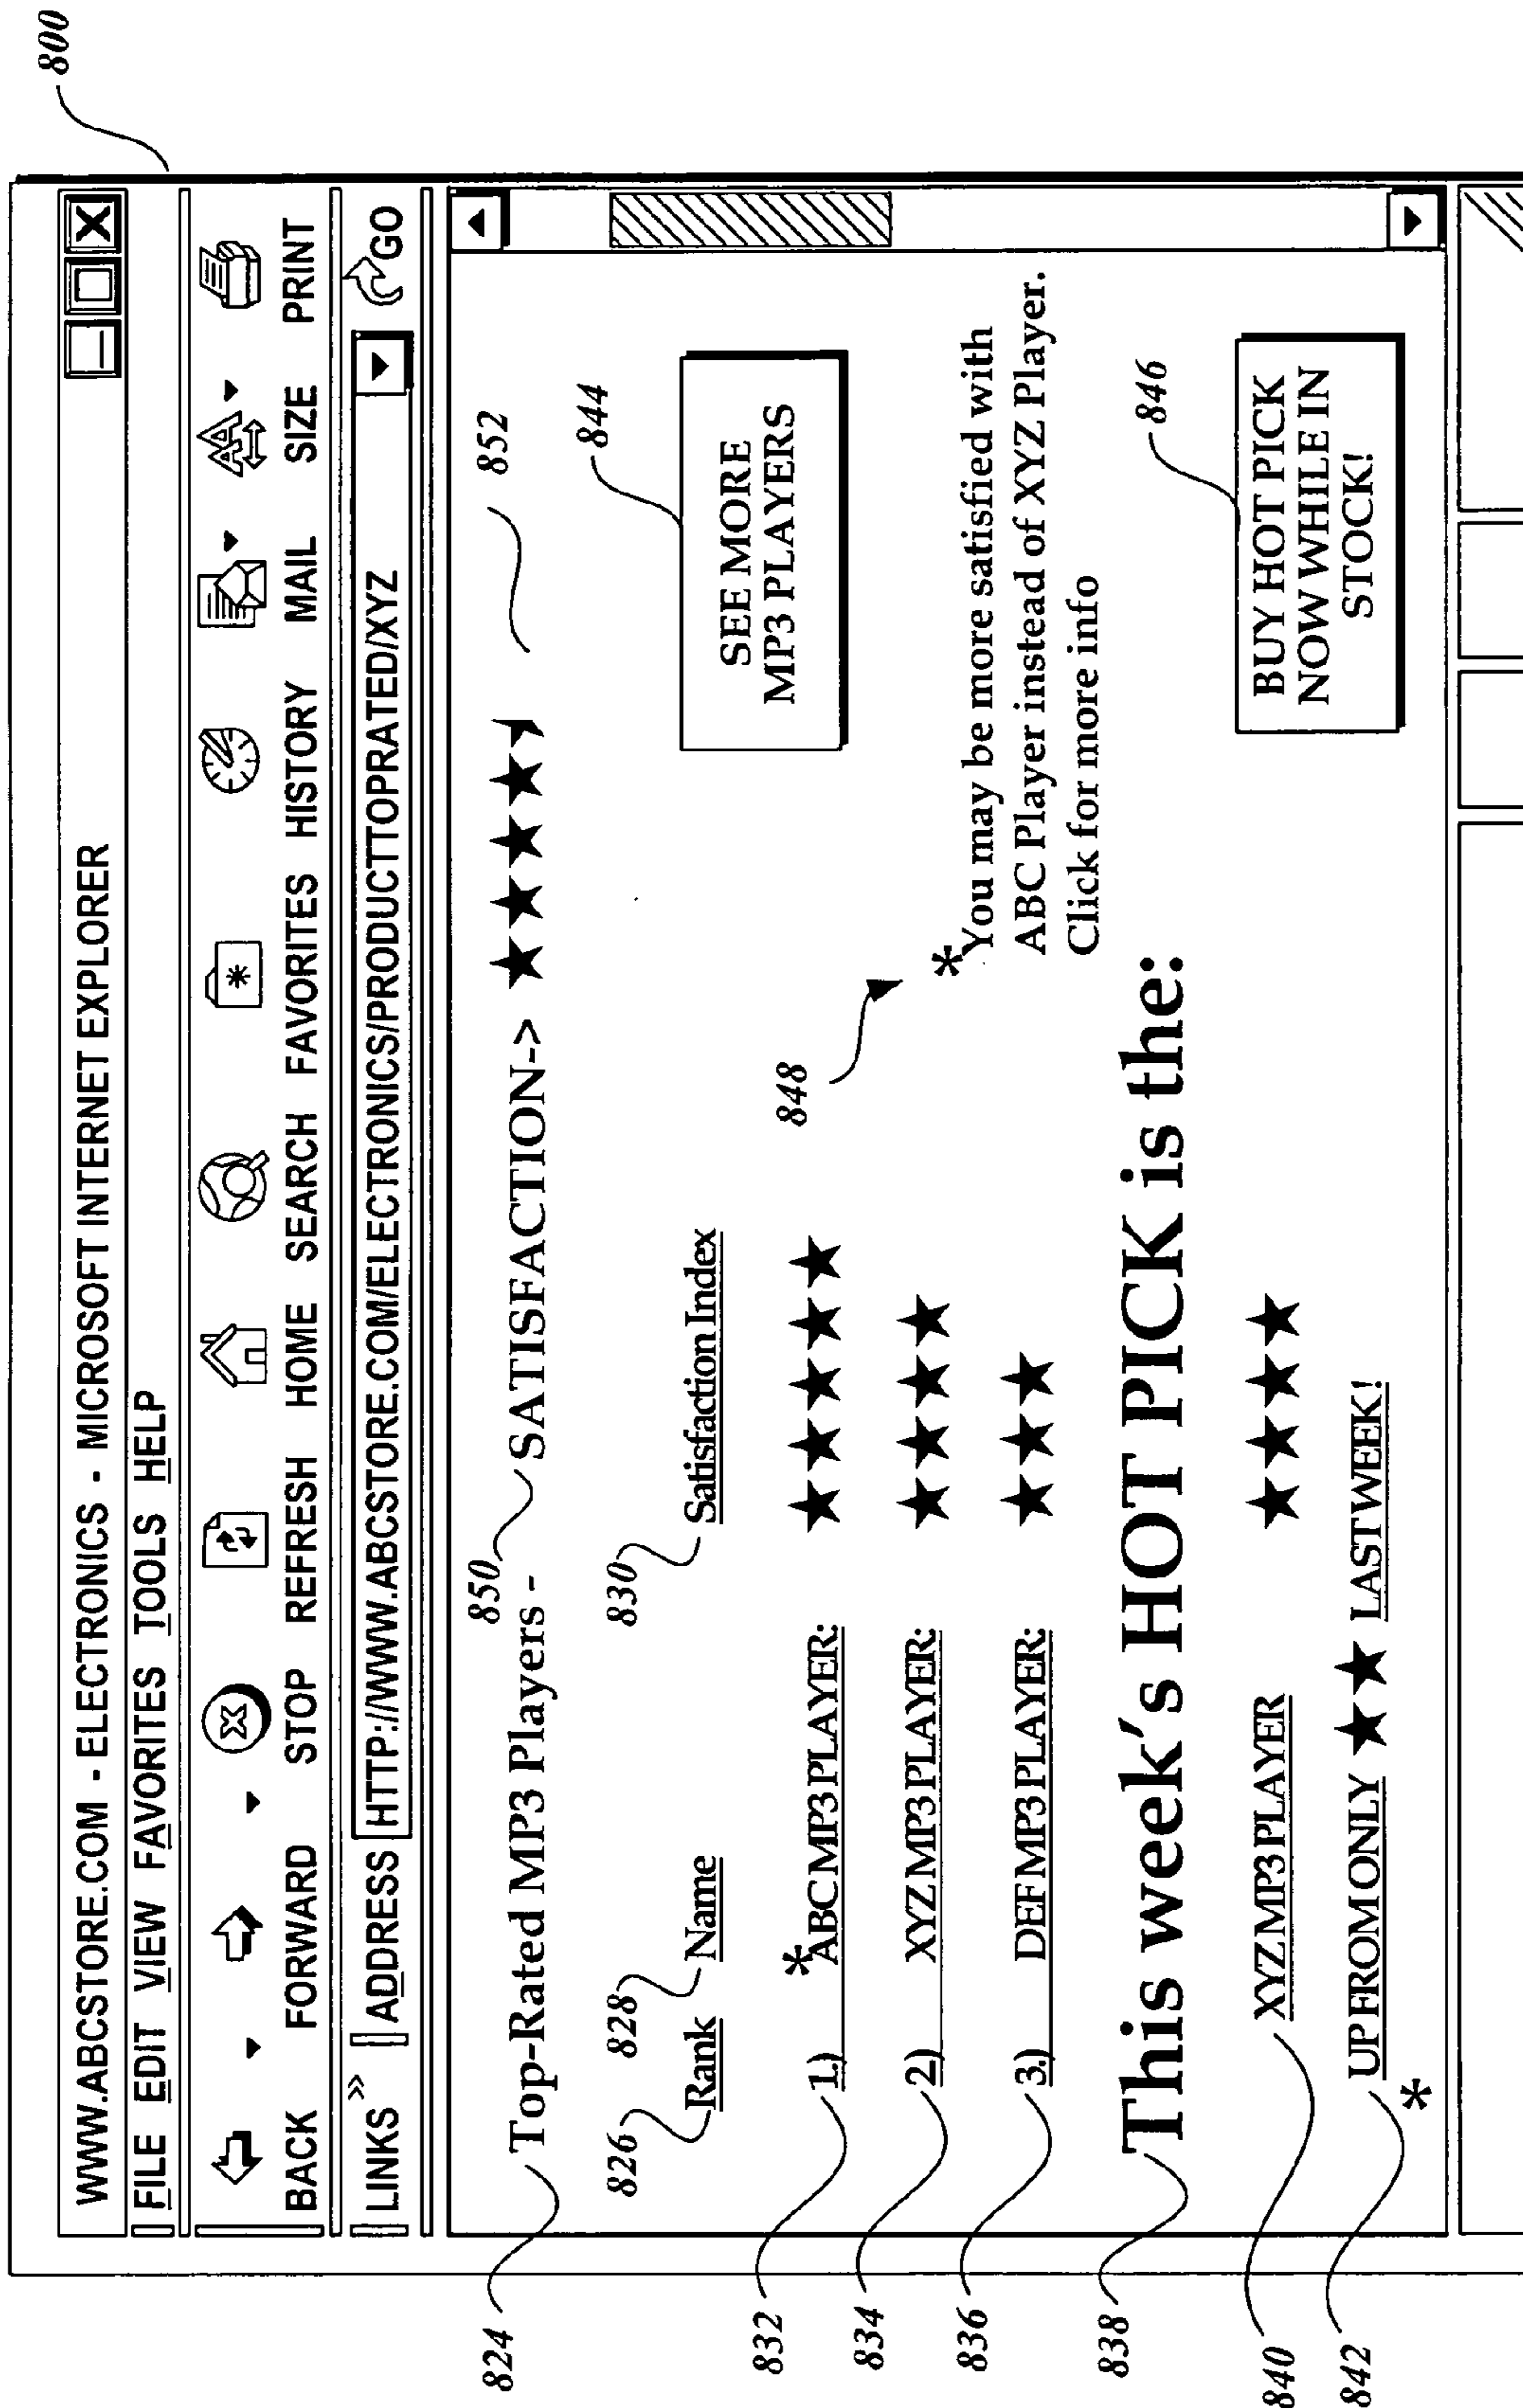 800
WWW.ABCSTORE.COM - ELECTRONICS - MICROSOFT INTERNET EXPLORER
FILE EDIT VIEW FAVORITES TOOLS HELP
BACK FORWARD STOP REFRESH HOME SEARCH FAVORITES HISTORY MAIL SIZE PRINT
LINKS » ADDRESS HTTP://WWW.ABCSTORE.COM/ELECTRONICS/PRODUCTTOPRATED/XYZ GO
824 850 852
Top-Rated MP3 Players - SATISFACTION-> ★★★★
826 828 830 844
Rank Name Satisfaction Index
SEE MORE
MP3 PLAYERS
832 1.) *ABC MP3 PLAYER: ★★★★★
834 2.) XYZ MP3 PLAYER: ★★★★
836 3.) DEF MP3 PLAYER: ★★★
848
*You may be more satisfied with
ABC Player instead of XYZ Player.
Click for more info
838 This week's HOT PICK is the:
840 XYZ MP3 PLAYER ★★★★
842 UP FROM ONLY ★★ LAST WEEK!
*
846
BUY HOT PICK
NOW WHILE IN
STOCK!